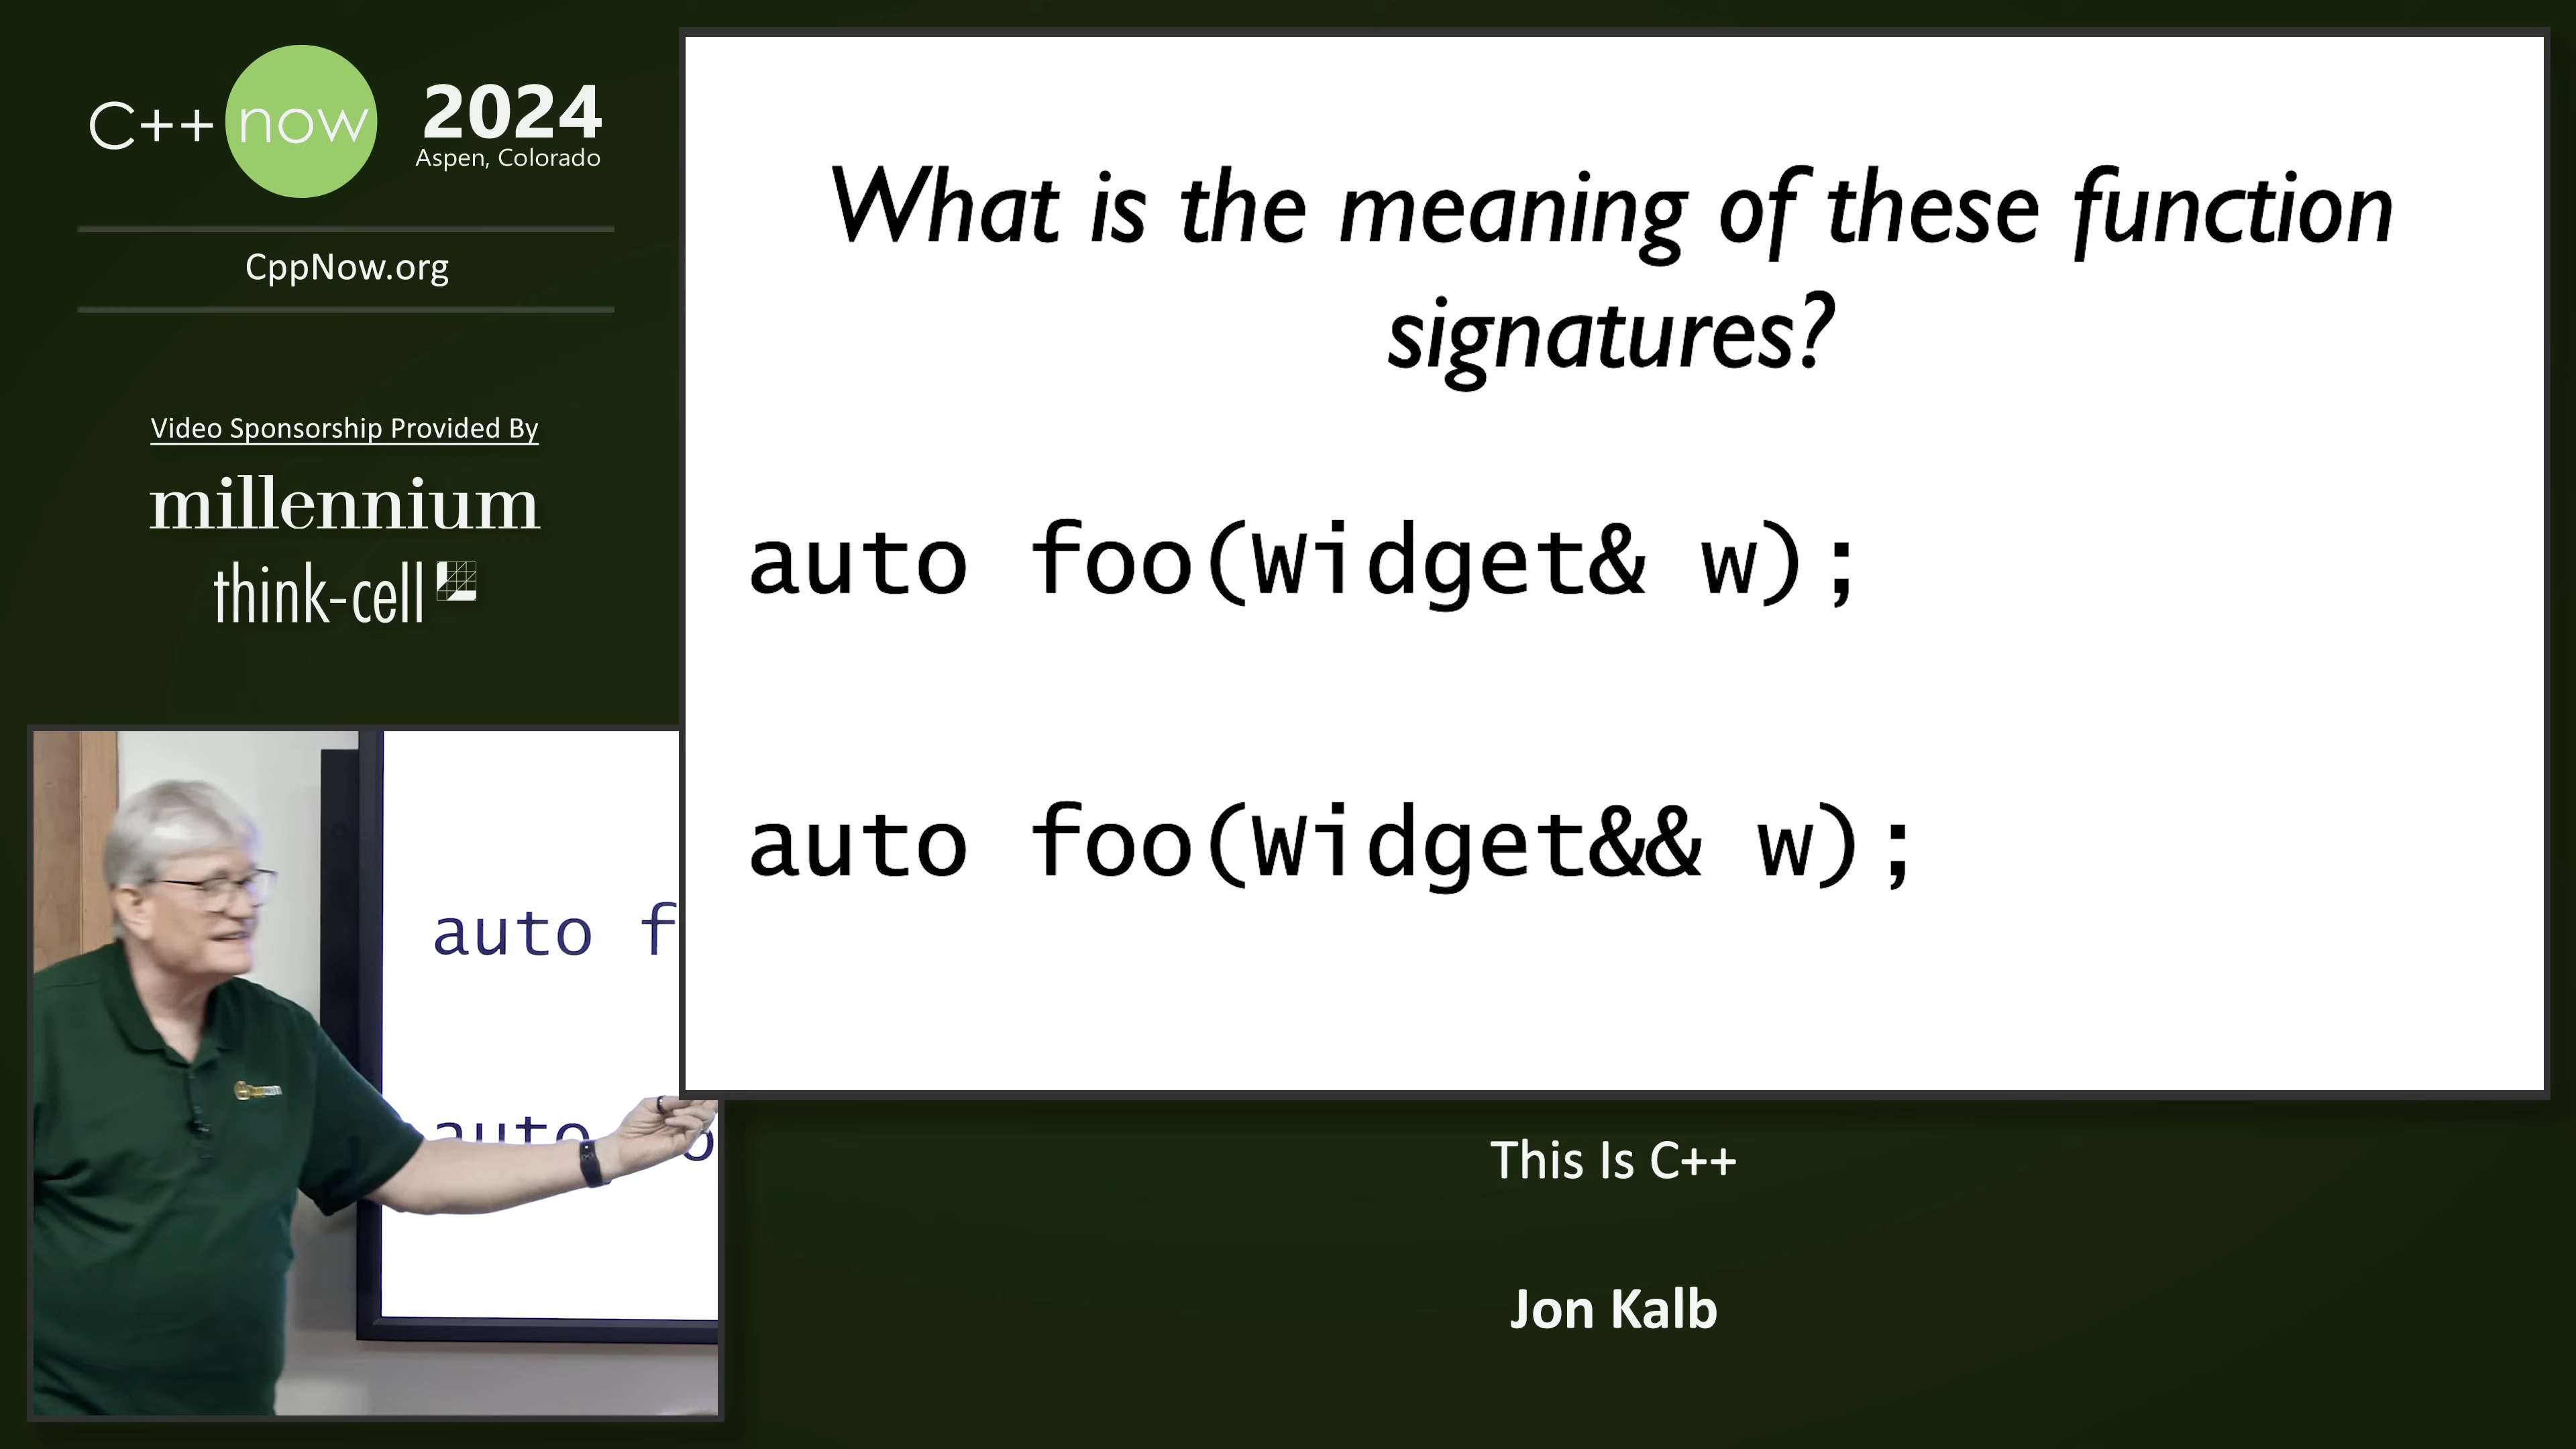 C++ now 2024
Aspen, Colorado
CppNow.org
Video Sponsorship Provided By
millennium
think-cell
What is the meaning of these function
signatures?
auto foo(Widget& w);
auto foo(Widget&& w);
auto f
auto
This Is C++
Jon Kalb